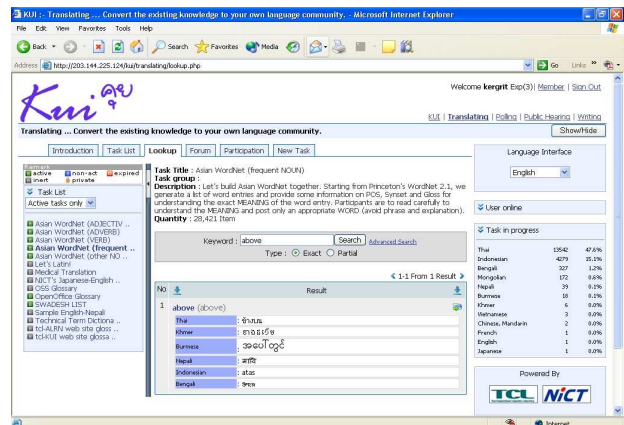 KUI :- Translating ... Convert the existing knowledge to your own language community. - Microsoft Internet Explorer
File Edit View Favorites Tools Help
Back Search Favorites Media
Address http://203.144.225.124/kui/translating/lookup.php Go Links
Kui คุย
Welcome kergrit Exp(3)| Member | Sign Out
KUI | Translating | Polling | Public Hearing | Writing
Translating ... Convert the existing knowledge to your own language community.
Show/Hide
Introduction Task List Lookup Forum Participation New Task
Remark
active non-act expired
inert private
Task List
Active tasks only
Asian WordNet (ADJECTIV ..
Asian WordNet (ADVERB)
Asian WordNet (VERB)
Asian WordNet (frequent ..
Asian WordNet (other NO ..
Let's Latin!
Medical Translation
NICT's Japanese-English ..
OSS Glossary
OpenOffice Glossary
SWADESH LIST
Sample English-Nepali
Technical Term Dictiona ..
tcl-ALRN web site gloss ..
tcl-KUI web site glossa ..
Task Title : Asian WordNet (frequent NOUN)
Task group :
Description : Let's build Asian WordNet together. Starting from Princeton's WordNet 2.1, we
generate a list of word entries and provide some information on POS, Synset and Gloss for
understanding the exact MEANING of the word entry. Participants are to read carefully to
understand the MEANING and post only an appropriate WORD (avoid phrase and explanation).
Quantity : 28,421 Item
Keyword : above Search Advanced Search
Type : Exact Partial
< 1-1 From 1 Result >
No Result
1 above (above)
Thai : ข้างบน
Khmer :
Burmese : အပေါ်တွင်
Nepali : माथि
Indonesian : atas
Bengali :
Language Interface
English
User online
Task in progress
Thai 13542 47.6%
Indonesian 4279 15.1%
Bengali 327 1.2%
Mongolian 172 0.6%
Nepali 39 0.1%
Burmese 18 0.1%
Khmer 6 0.0%
Vietnamese 3 0.0%
Chinese, Mandarin 2 0.0%
French 1 0.0%
English 1 0.0%
Japanese 1 0.0%
Powered By
TCL NiCT
Internet